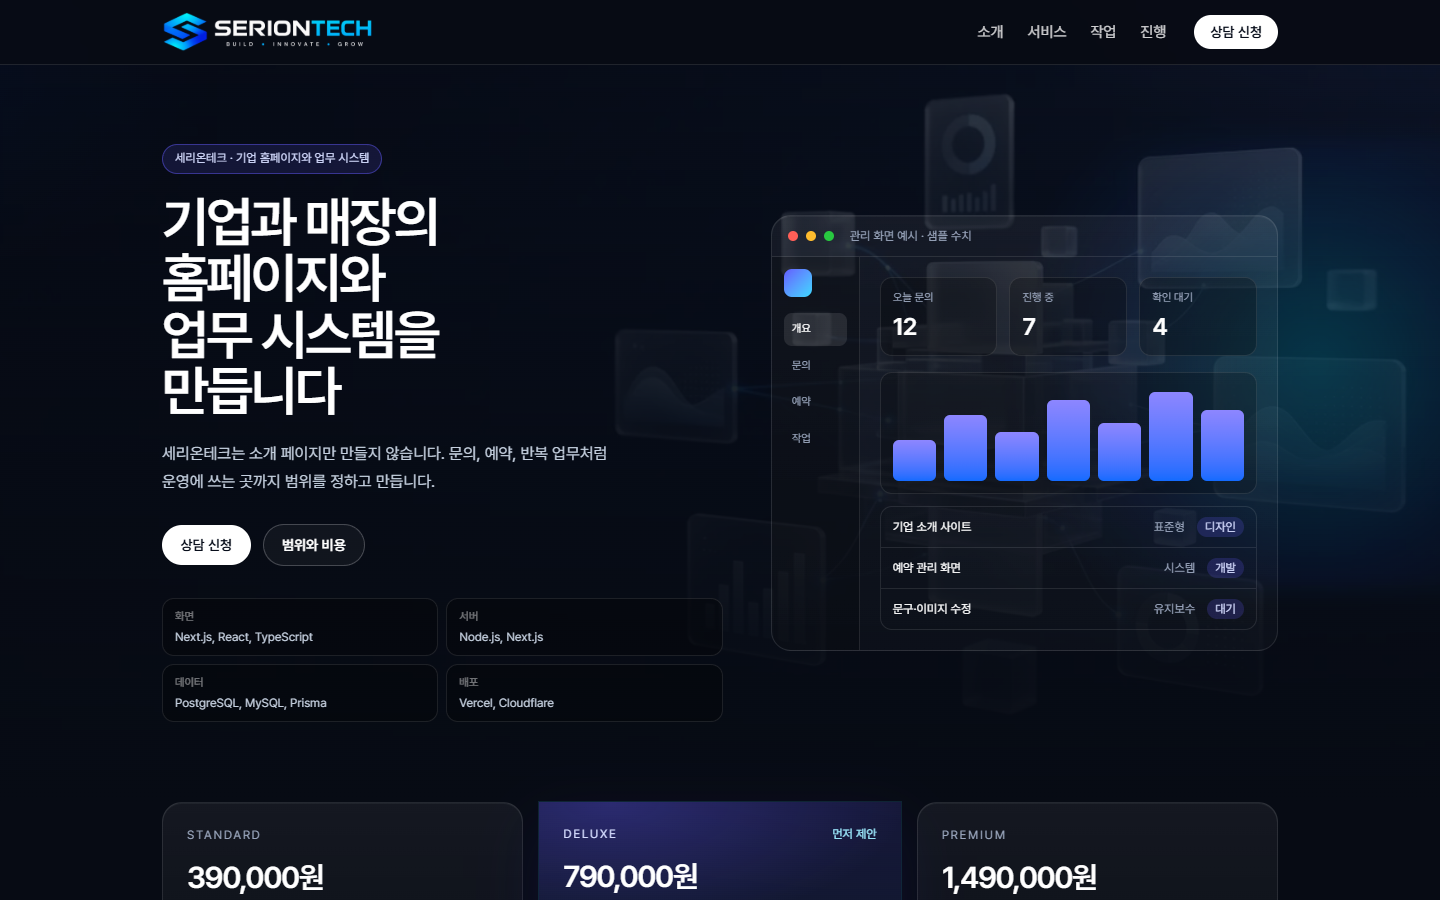 SERIONTECH
BUILD • INNOVATE • GROW
소개
서비스
작업
진행
상담 신청
세리온테크 · 기업 홈페이지와 업무 시스템
기업과 매장의
홈페이지와
업무 시스템을
만듭니다
세리온테크는 소개 페이지만 만들지 않습니다. 문의, 예약, 반복 업무처럼
운영에 쓰는 곳까지 범위를 정하고 만듭니다.
상담 신청
범위와 비용
화면
Next.js, React, TypeScript
서버
Node.js, Next.js
데이터
PostgreSQL, MySQL, Prisma
배포
Vercel, Cloudflare
관리 화면 예시 · 샘플 수치
개요
문의
예약
작업
오늘 문의
12
진행 중
7
확인 대기
4
기업 소개 사이트
표준형
디자인
예약 관리 화면
시스템
개발
문구·이미지 수정
유지보수
대기
STANDARD
390,000원
DELUXE
먼저 제안
790,000원
PREMIUM
1,490,000원